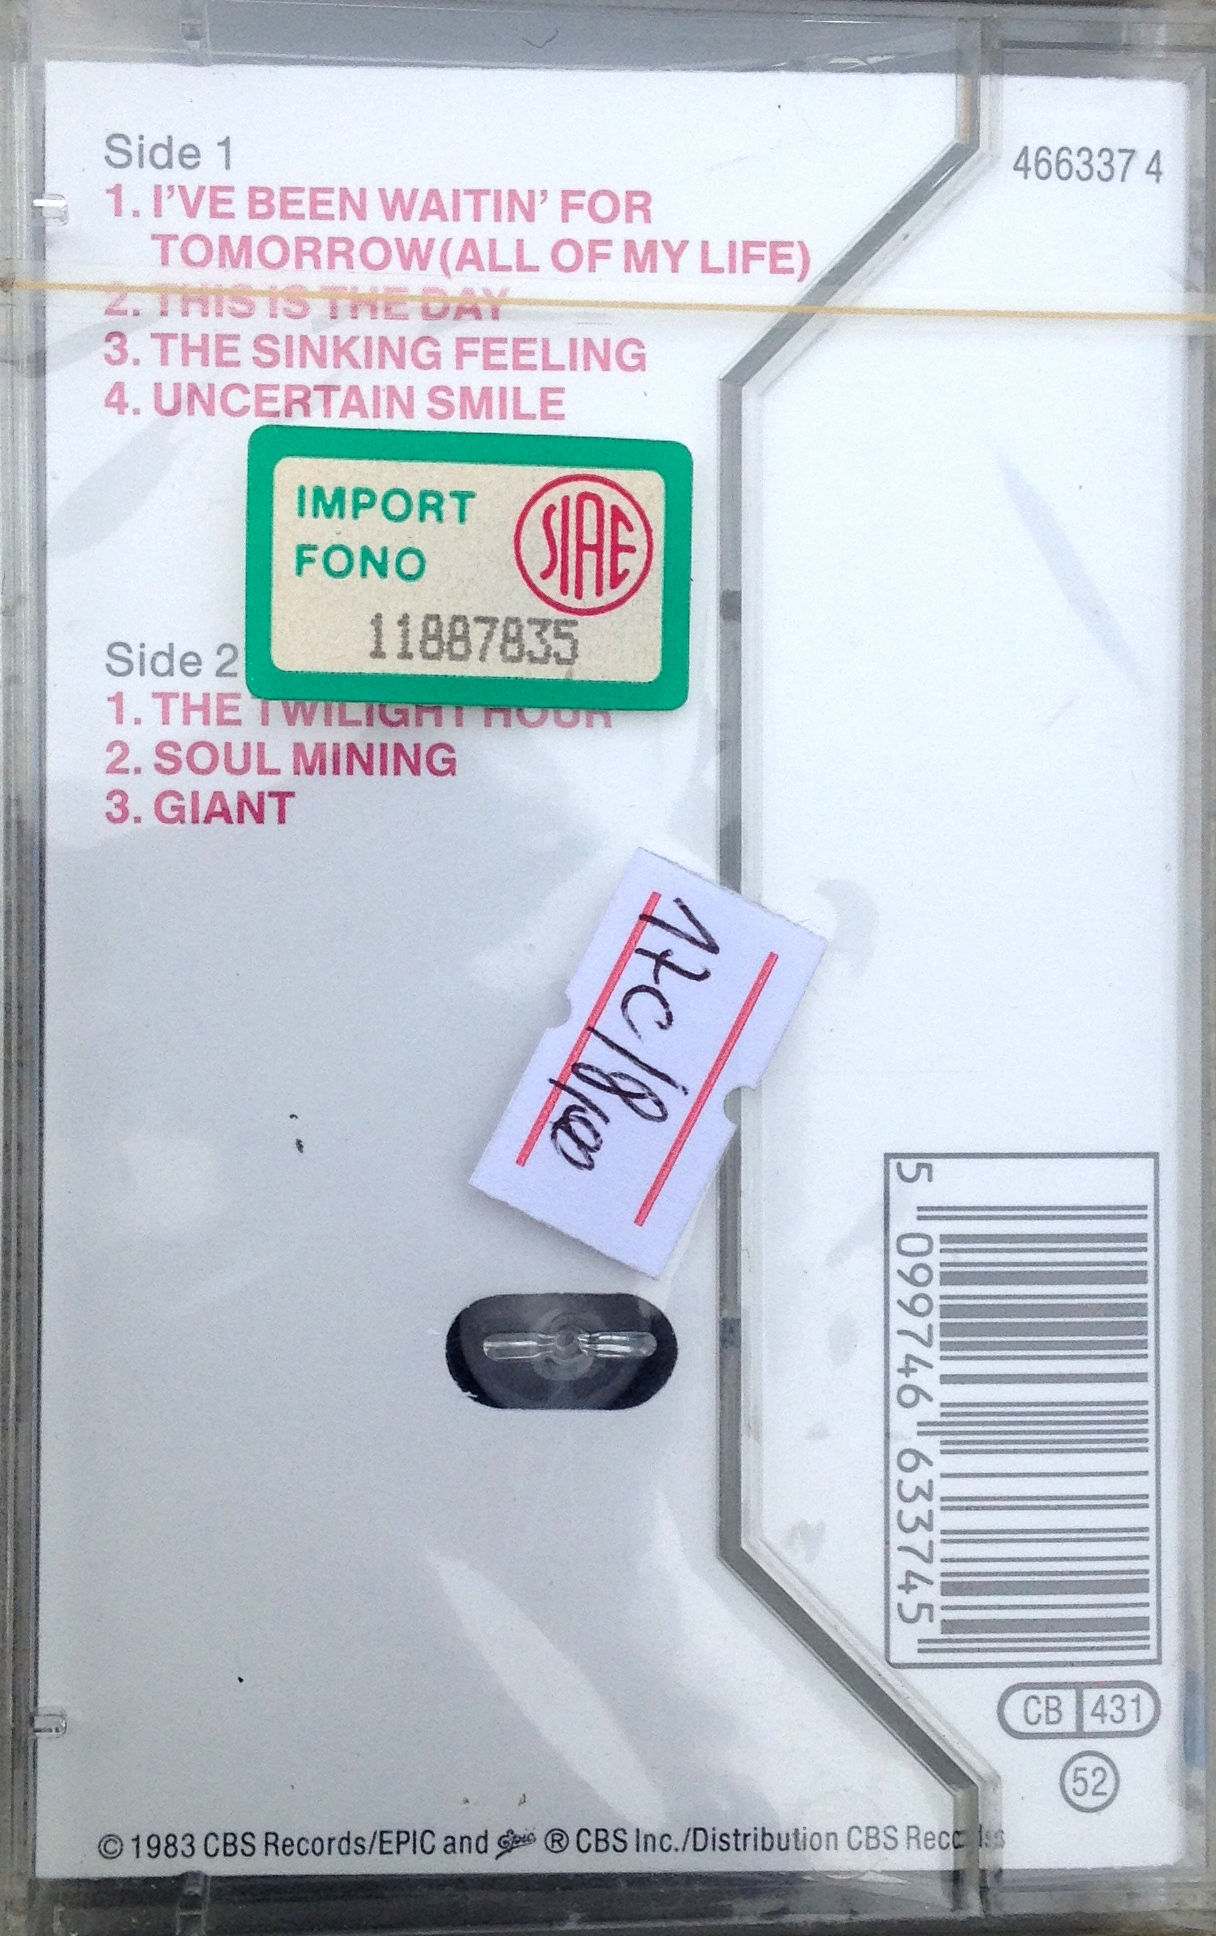 Side 1
1. I'VE BEEN WAITIN' FOR
TOMORROW(ALL OF MY LIFE)
2. THIS IS THE DAY
3. THE SINKING FEELING
4. UNCERTAIN SMILE
466337 4
IMPORT
FONO
SIAE
11887835
Side 2
1. THE TWILIGHT HOUR
2. SOUL MINING
3. GIANT
5 099746 633745
CB 431
52
© 1983 CBS Records/EPIC and Epic ® CBS Inc./Distribution CBS Records